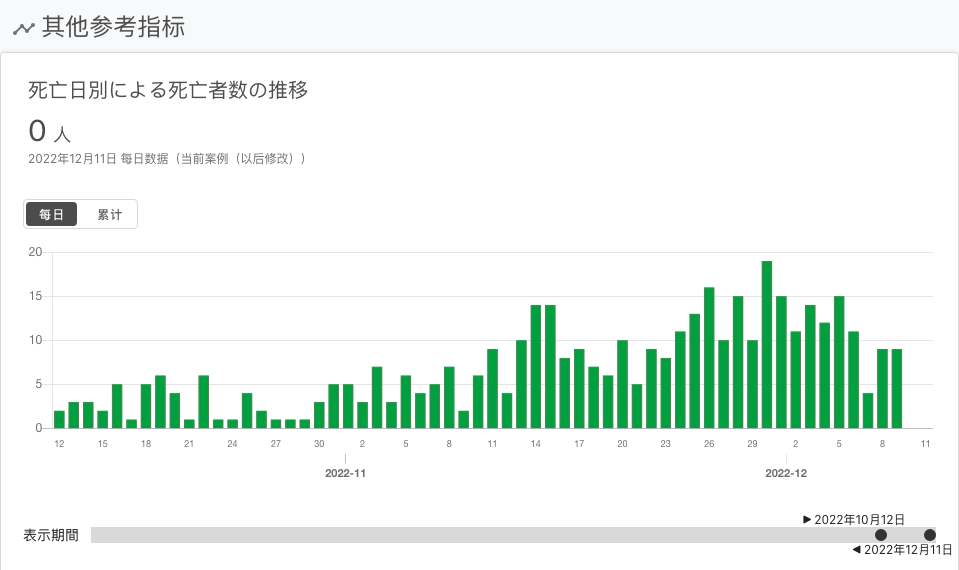 其他参考指标
死亡日別による死亡者数の推移
0 人
2022年12月11日 每日数据（当前案例（以后修改））
每日 累计
20
15
10
5
0
12 15 18 21 24 27 30 2 5 8 11 14 17 20 23 26 29 2 5 8 11
2022-11 2022-12
▶ 2022年10月12日
表示期間
◀ 2022年12月11日